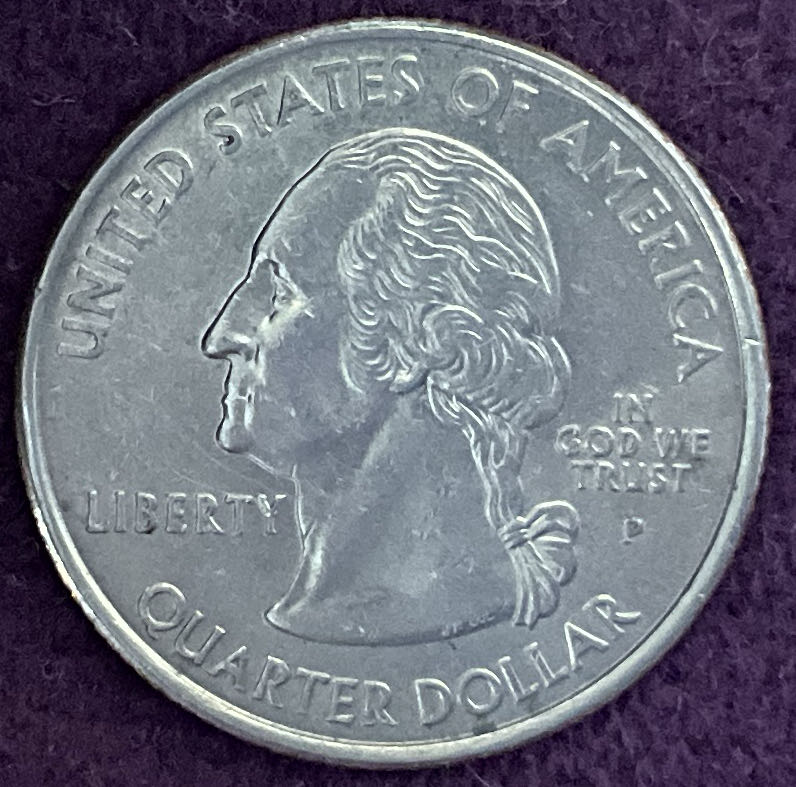 UNITED STATES OF AMERICA
LIBERTY
IN
GOD WE
TRUST
P
QUARTER DOLLAR